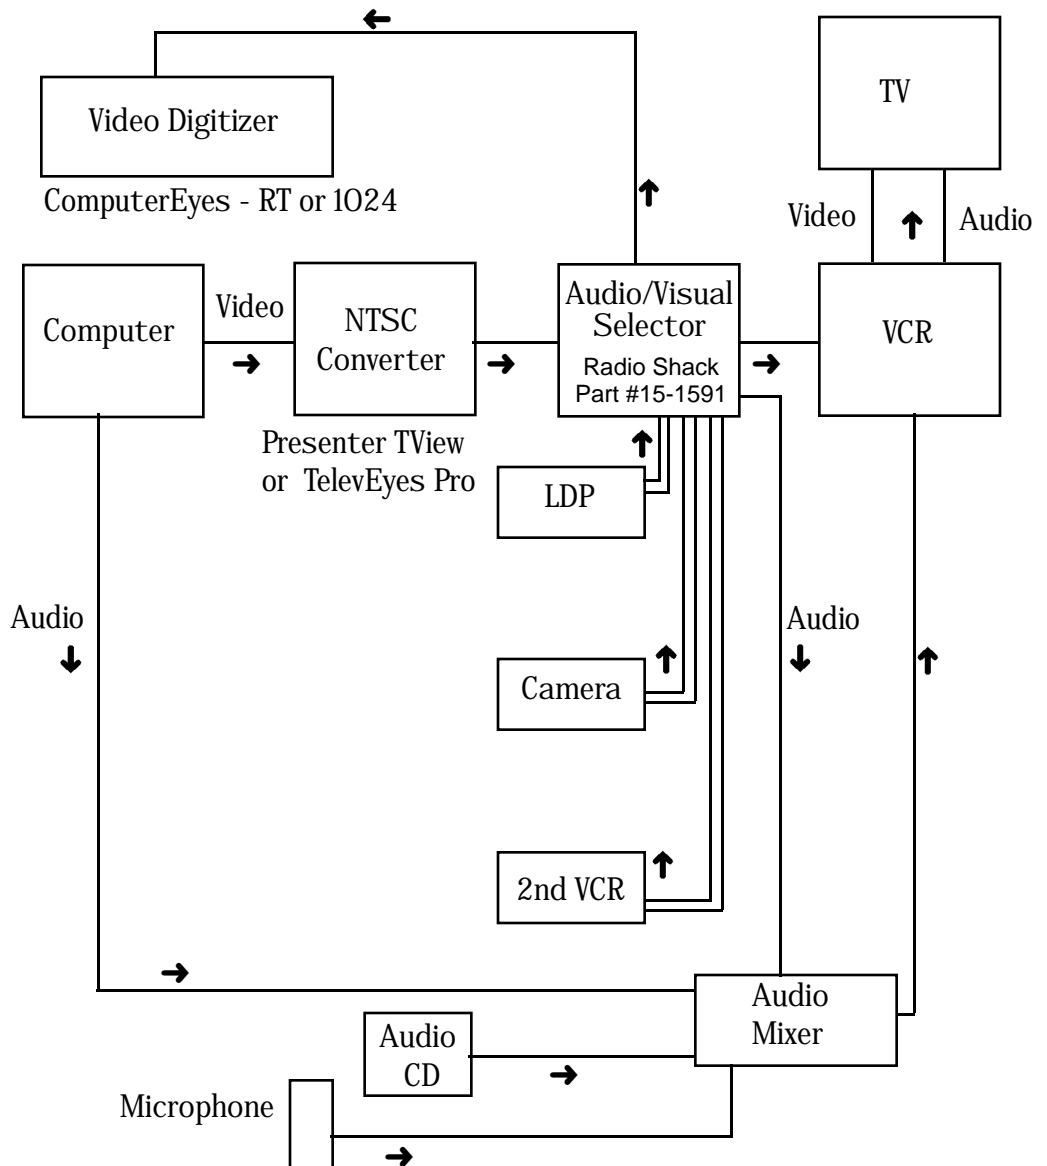 TV
Video Digitizer
ComputerEyes - RT or 1024
Video
Audio
Computer
Video
NTSC
Converter
Audio/Visual
Selector
Radio Shack
Part #15-1591
VCR
Presenter TView
or TelevEyes Pro
LDP
Audio
Audio
Camera
2nd VCR
Audio
Mixer
Audio
CD
Microphone